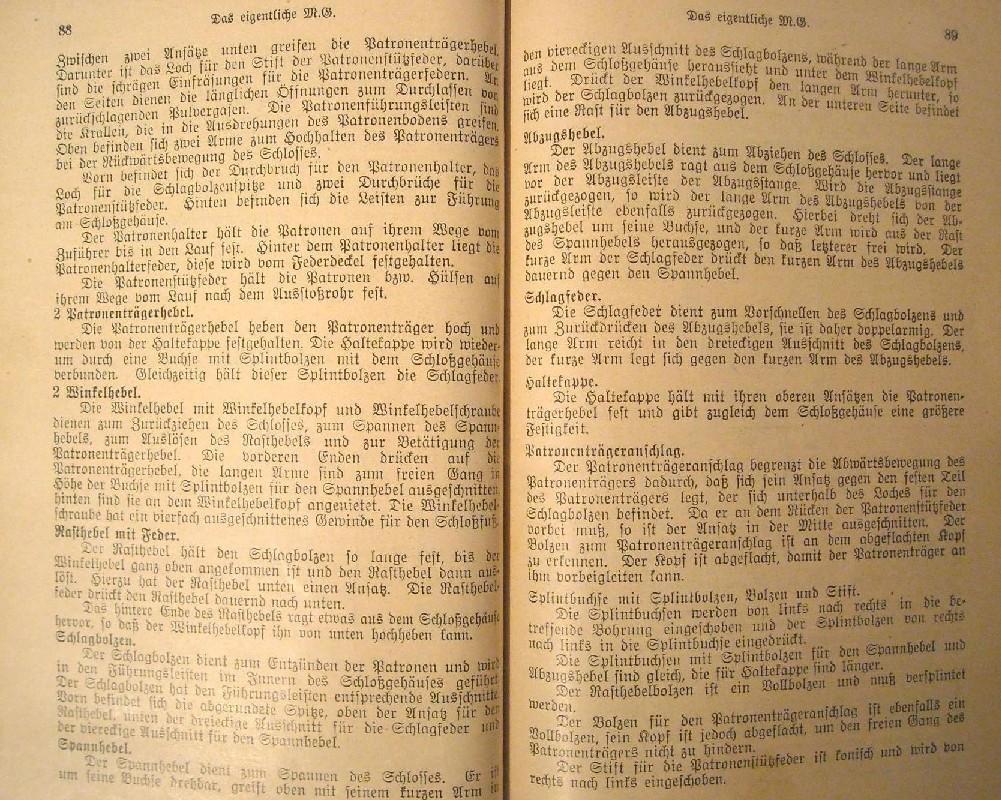 88
Das eigentliche M.G.
Zwischen zwei Ansätze unten greifen die Patronenträgerhebel.
Darunter ist das Loch für den Stift der Patronenstützfeder, darüber
sind die schrägen Einfräsungen für die Patronenträgerfedern. An
den Seiten dienen die länglichen Öffnungen zum Durchlassen von
zurückschlagenden Pulvergasen. Die Patronenführungsleisten sind
die Krallen, die in die Ausdrehungen des Patronenbodens greifen.
Oben befinden sich zwei Arme zum Hochhalten des Patronenträgers
bei der Rückwärtsbewegung des Schlosses.
Vorn befindet sich der Durchbruch für den Patronenhalter, das
Loch für die Schlagbolzenspitze und zwei Durchbrüche für die
Patronenstützfeder. Hinten befinden sich die Leisten zur Führung
am Schloßgehäuse.
Der Patronenhalter hält die Patronen auf ihrem Wege vom
Zuführer bis in den Lauf fest. Hinter dem Patronenhalter liegt die
Patronenhalterfeder, diese wird vom Federdeckel festgehalten.
Die Patronenstützfeder hält die Patronen bzw. Hülsen auf
ihrem Wege vom Lauf nach dem Ausstoßrohr fest.
2 Patronenträgerhebel.
Die Patronenträgerhebel heben den Patronenträger hoch und
werden von der Haltekappe festgehalten. Die Haltekappe wird wieder-
um durch eine Buchse mit Splintbolzen mit dem Schloßgehäuse
verbunden. Gleichzeitig hält dieser Splintbolzen die Schlagfeder.
2 Winkelhebel.
Die Winkelhebel mit Winkelhebelkopf und Winkelhebelschraube
dienen zum Zurückziehen des Schlosses, zum Spannen des Spann-
hebels, zum Auslösen des Rasthebels und zur Betätigung der
Patronenträgerhebel. Die vorderen Enden drücken auf die
Patronenträgerhebel, die langen Arme sind zum freien Gang in
Höhe der Buchse mit Splintbolzen für den Spannhebel ausgeschnitten,
hinten sind sie an dem Winkelhebelkopf angenietet. Die Winkelhebel-
schraube hat ein vierfach ausgeschnittenes Gewinde für den Schloßfuß.
Rasthebel mit Feder.
Der Rasthebel hält den Schlagbolzen so lange fest, bis der
Winkelhebel ganz oben angekommen ist und den Rasthebel dann aus-
löst. Hierzu hat der Rasthebel unten einen Ansatz. Die Rasthebel-
feder drückt den Rasthebel dauernd nach unten.
Das hintere Ende des Rasthebels ragt etwas aus dem Schloßgehäuse
hervor, so daß der Winkelhebelkopf ihn von unten hochheben kann.
Schlagbolzen.
Der Schlagbolzen dient zum Entzünden der Patronen und wird
in den Führungsleisten im Innern des Schloßgehäuses geführt.
Der Schlagbolzen hat den Führungsleisten entsprechende Ausschnitte.
Vorn befindet sich die abgerundete Spitze, oben der Ansatz für den
Rasthebel, unten der dreieckige Ausschnitt für die Schlagfeder und
der viereckige Ausschnitt für den Spannhebel.
Spannhebel.
Der Spannhebel dient zum Spannen des Schlosses. Er ist
um seine Buchse drehbar, greift oben mit seinem kurzen Arm in
Das eigentliche M.G.
89
den viereckigen Ausschnitt des Schlagbolzens, während der lange Arm
aus dem Schloßgehäuse heraussieht und unter dem Winkelhebelkopf
liegt. Drückt der Winkelhebelkopf den langen Arm herunter, so
wird der Schlagbolzen zurückgezogen. An der unteren Seite befindet
sich eine Rast für den Abzugshebel.
Abzugshebel.
Der Abzugshebel dient zum Abziehen des Schlosses. Der lange
Arm des Abzugshebels ragt aus dem Schloßgehäuse hervor und liegt
vor der Abzugsleiste der Abzugsstange. Wird die Abzugsstange
zurückgezogen, so wird der lange Arm des Abzugshebels von der
Abzugsleiste ebenfalls zurückgezogen. Hierbei dreht sich der Ab-
zugshebel um seine Buchse, und der kurze Arm wird aus der Rast
des Spannhebels herausgezogen, so daß letzterer frei wird. Der
kurze Arm der Schlagfeder drückt den kurzen Arm des Abzugshebels
dauernd gegen den Spannhebel.
Schlagfeder.
Die Schlagfeder dient zum Vorschnellen des Schlagbolzens und
zum Zurückdrücken des Abzugshebels, sie ist daher doppelarmig. Der
lange Arm reicht in den dreieckigen Ausschnitt des Schlagbolzens,
der kurze Arm legt sich gegen den kurzen Arm des Abzugshebels.
Haltekappe.
Die Haltekappe hält mit ihren oberen Ansätzen die Patronen-
trägerhebel fest und gibt zugleich dem Schloßgehäuse eine größere
Festigkeit.
Patronenträgeranschlag.
Der Patronenträgeranschlag begrenzt die Abwärtsbewegung des
Patronenträgers dadurch, daß sich sein Ansatz gegen den festen Teil
des Patronenträgers legt, der sich unterhalb des Loches für den
Schlagbolzen befindet. Da er an dem Rücken der Patronenstützfeder
vorbei muß, so ist der Ansatz in der Mitte ausgeschnitten. Der
Bolzen zum Patronenträgeranschlag ist an dem abgeflachten Kopf
zu erkennen. Der Kopf ist abgeflacht, damit der Patronenträger an
ihm vorbeigleiten kann.
Splintbuchse mit Splintbolzen, Bolzen und Stift.
Die Splintbuchsen werden von links nach rechts in die be-
treffende Bohrung eingeschoben und der Splintbolzen von rechts
nach links in die Splintbuchse eingedrückt.
Die Splintbuchsen mit Splintbolzen für den Spannhebel und
Abzugshebel sind gleich, die für Haltekappe sind länger.
Der Rasthebelbolzen ist ein Vollbolzen und muß versplintet
werden.
Der Bolzen für den Patronenträgeranschlag ist ebenfalls ein
Vollbolzen, sein Kopf ist jedoch abgeflacht, um den freien Gang des
Patronenträgers nicht zu hindern.
Der Stift für die Patronenstützfeder ist konisch und wird von
rechts nach links eingeschoben.